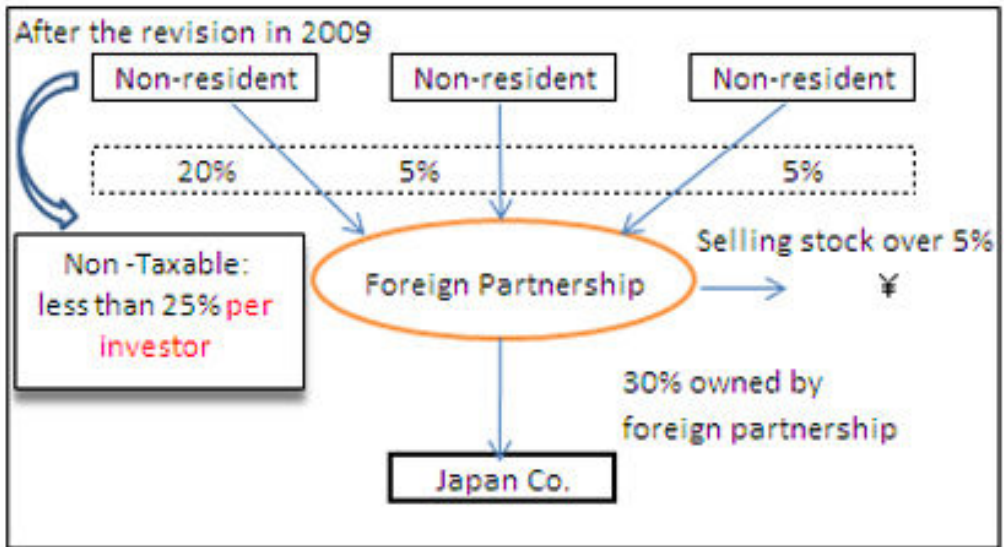 After the revision in 2009
Non-resident
Non-resident
Non-resident
20%
5%
5%
Non -Taxable:
less than 25% per
investor
Foreign Partnership
Selling stock over 5%
¥
30% owned by
foreign partnership
Japan Co.